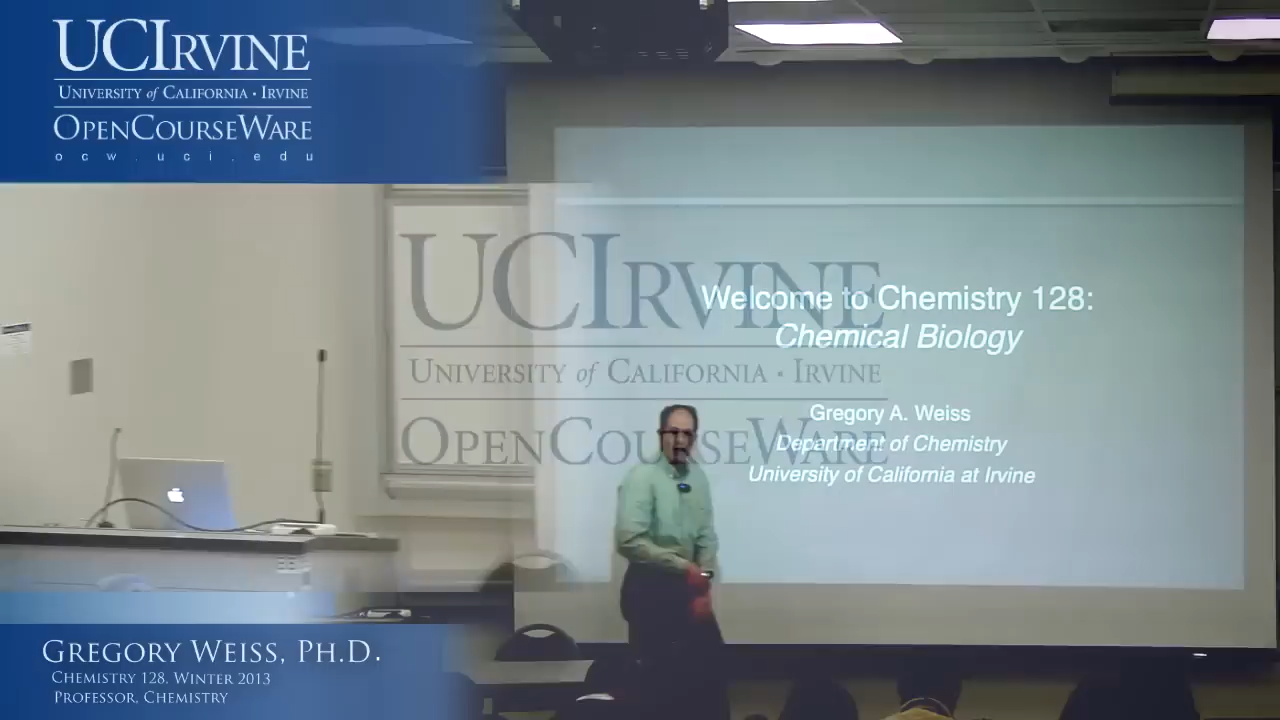 UCIRVINE
UNIVERSITY of CALIFORNIA • IRVINE
OPENCOURSEWARE
ocw.uci.edu
UCIRVINE
UNIVERSITY of CALIFORNIA • IRVINE
OPENCOURSEWARE
Welcome to Chemistry 128:
Chemical Biology
Gregory A. Weiss
Department of Chemistry
University of California at Irvine
GREGORY WEISS, PH.D.
CHEMISTRY 128, WINTER 2013
PROFESSOR, CHEMISTRY